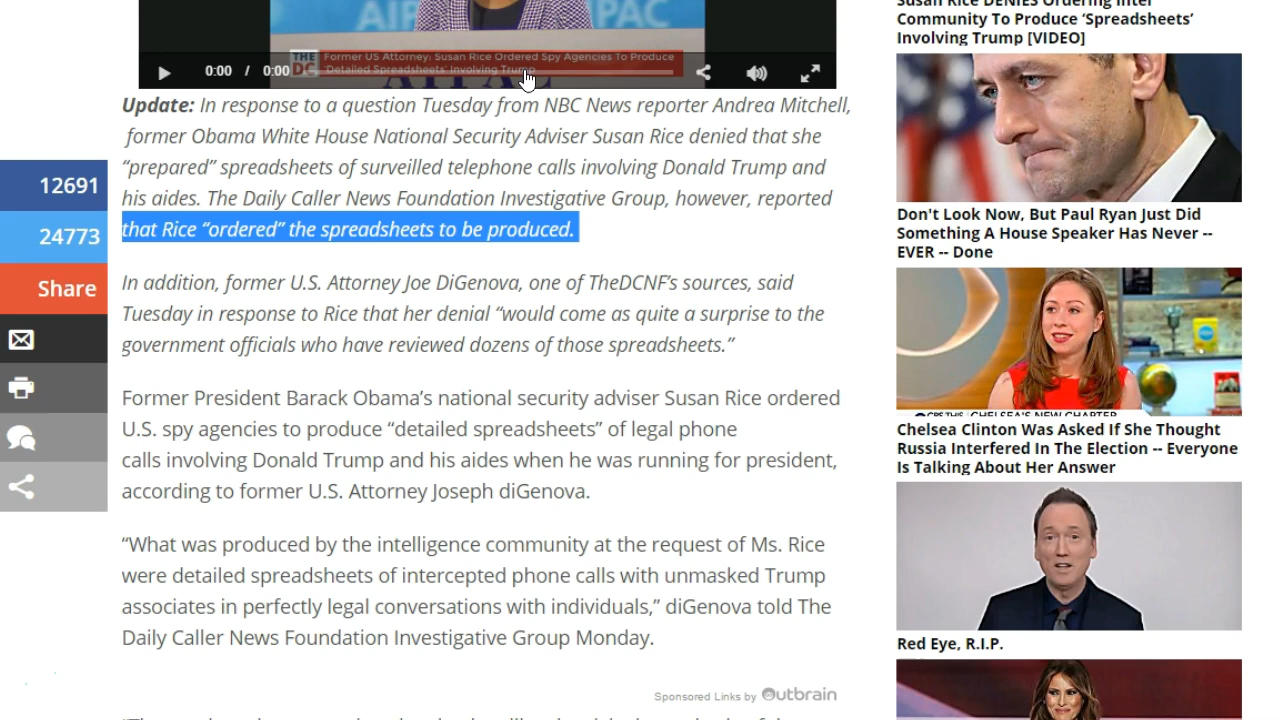 AIPAC
THE
DC
Former US Attorney: Susan Rice Ordered Spy Agencies To Produce
'Detailed Spreadsheets' Involving Trump
0:00 / 0:00
Update: In response to a question Tuesday from NBC News reporter Andrea Mitchell,
former Obama White House National Security Adviser Susan Rice denied that she
“prepared” spreadsheets of surveilled telephone calls involving Donald Trump and
his aides. The Daily Caller News Foundation Investigative Group, however, reported
that Rice “ordered” the spreadsheets to be produced.
In addition, former U.S. Attorney Joe DiGenova, one of TheDCNF’s sources, said
Tuesday in response to Rice that her denial “would come as quite a surprise to the
government officials who have reviewed dozens of those spreadsheets.”
Former President Barack Obama’s national security adviser Susan Rice ordered
U.S. spy agencies to produce “detailed spreadsheets” of legal phone
calls involving Donald Trump and his aides when he was running for president,
according to former U.S. Attorney Joseph diGenova.
“What was produced by the intelligence community at the request of Ms. Rice
were detailed spreadsheets of intercepted phone calls with unmasked Trump
associates in perfectly legal conversations with individuals,” diGenova told The
Daily Caller News Foundation Investigative Group Monday.
Sponsored Links by Outbrain
12691
24773
Share
Susan Rice DENIES Ordering Intel
Community To Produce ‘Spreadsheets’
Involving Trump [VIDEO]
Don't Look Now, But Paul Ryan Just Did
Something A House Speaker Has Never --
EVER -- Done
CBS THIS | CHELSEA'S NEW CHAPTER
Chelsea Clinton Was Asked If She Thought
Russia Interfered In The Election -- Everyone
Is Talking About Her Answer
Red Eye, R.I.P.